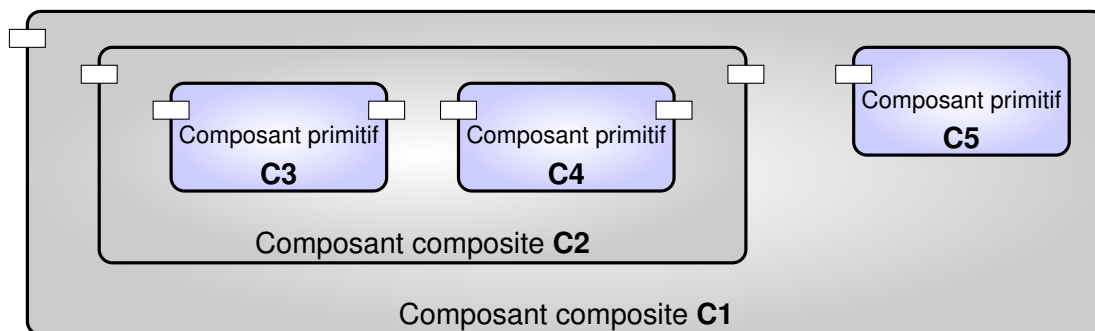 Composant primitif
C3
Composant primitif
C4
Composant primitif
C5
Composant composite C2
Composant composite C1